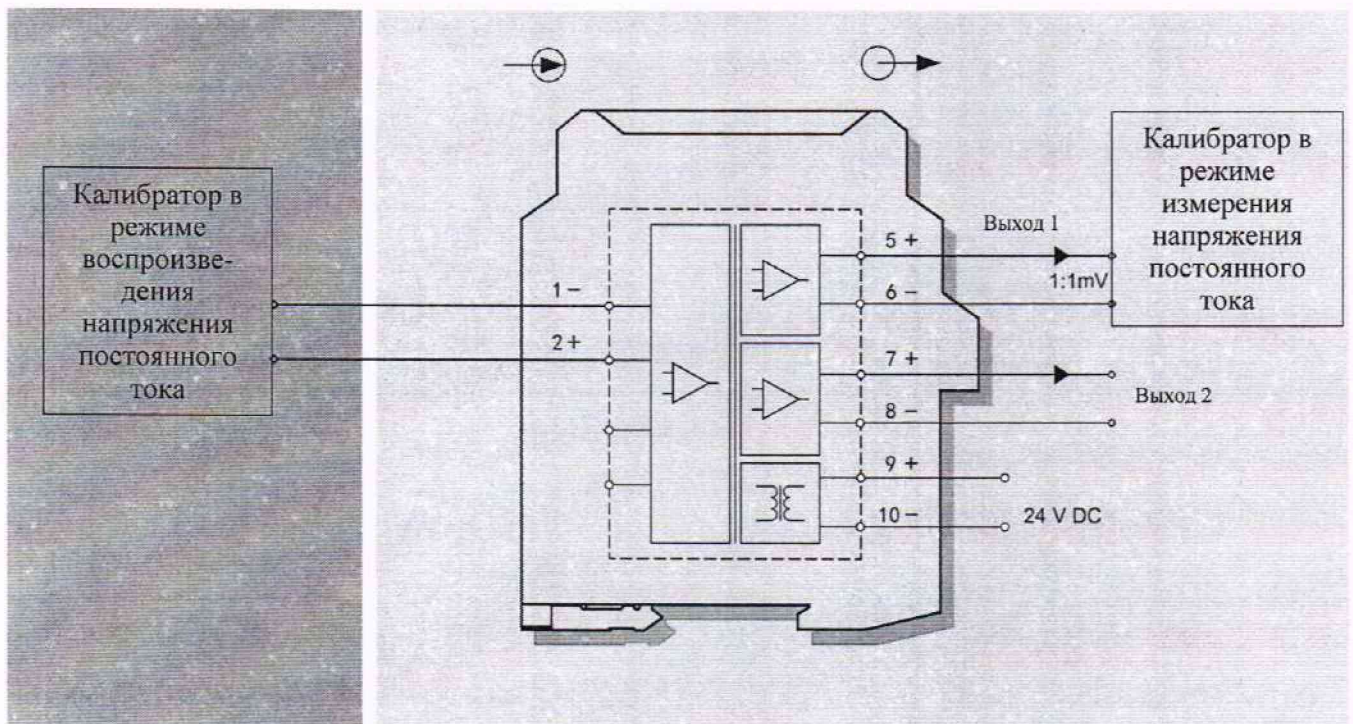 Калибратор в
режиме
воспроизве-
дения
напряжения
постоянного
тока
1 -
2 +
5 +
6 -
7 +
8 -
9 +
10 -
Выход 1
1:1mV
Выход 2
24 V DC
Калибратор в
режиме
измерения
напряжения
постоянного
тока